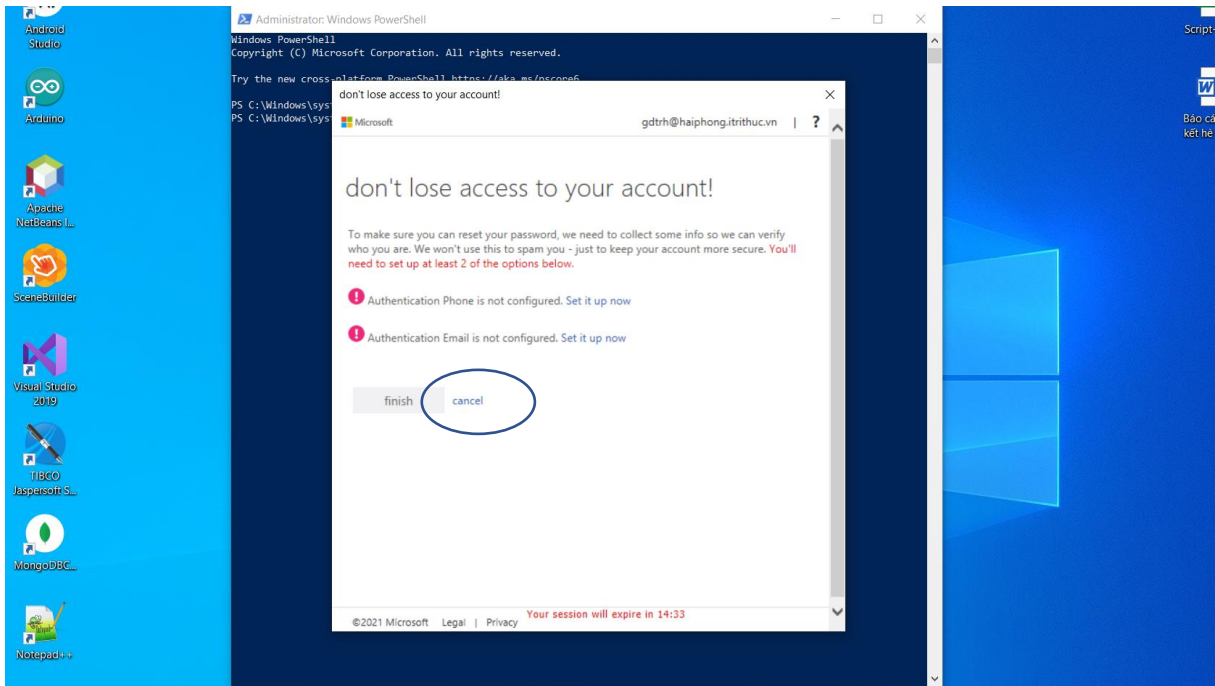 Android
Studio
Arduino
Apache
NetBeans I...
SceneBuilder
Visual Studio
2019
TIBCO
Jaspersoft S...
MongoDBC...
Notepad++
Administrator: Windows PowerShell
Windows PowerShell
Copyright (C) Microsoft Corporation. All rights reserved.
Try the new cross-platform PowerShell https://aka.ms/pscore6
PS C:\Windows\sys
PS C:\Windows\sys
don't lose access to your account!
Microsoft
gdtrh@haiphong.itrithuc.vn | ?
don't lose access to your account!
To make sure you can reset your password, we need to collect some info so we can verify
who you are. We won't use this to spam you - just to keep your account more secure. You'll
need to set up at least 2 of the options below.
! Authentication Phone is not configured. Set it up now
! Authentication Email is not configured. Set it up now
finish cancel
Your session will expire in 14:33
©2021 Microsoft Legal | Privacy
Script-
Báo cá
kết hè